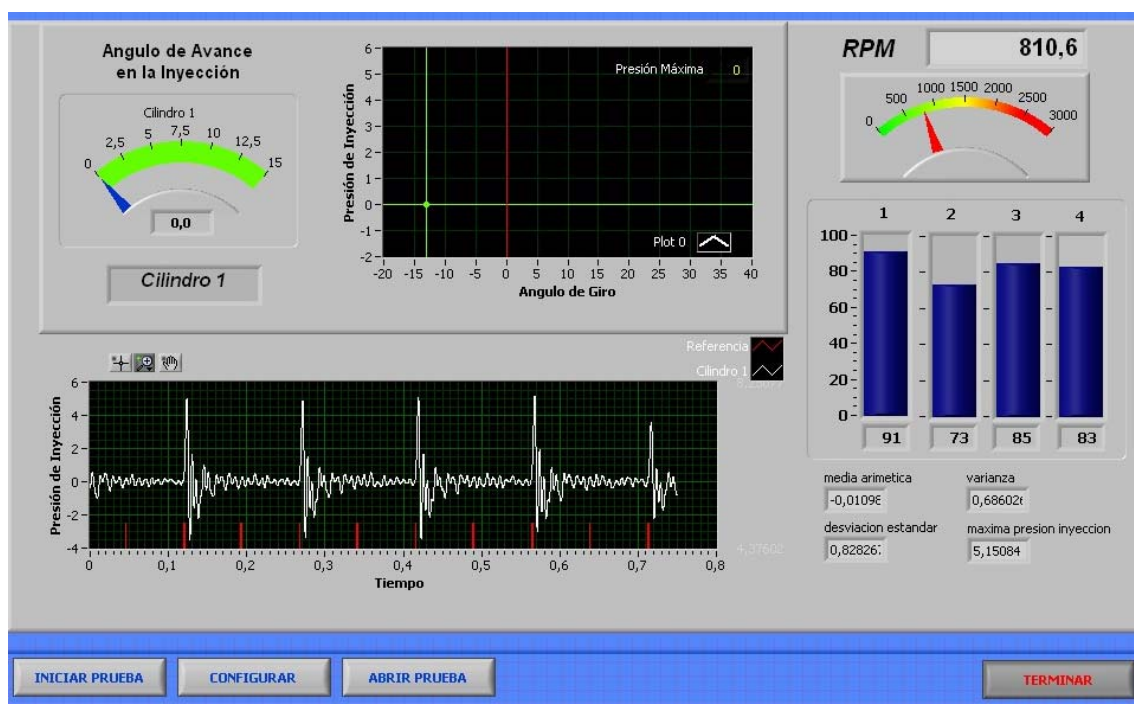 Angulo de Avance
en la Inyección
Cilindro 1
0
2,5
5
7,5
10
12,5
15
0,0
Cilindro 1
Presión de Inyección
6
5
4
3
2
1
0
-1
-2
Presión Máxima 0
Plot 0
-20 -15 -10 -5 0 5 10 15 20 25 30 35 40
Angulo de Giro
RPM 810,6
0 500 1000 1500 2000 2500 3000
1 2 3 4
100
80
60
40
20
0
91 73 85 83
media arimetica
-0,01098
varianza
0,686026
desviacion estandar
0,82826
maxima presion inyeccion
5,15084
Referencia
Cilindro 1
Presión de Inyección
6
4
2
0
-2
-4
4,37602
0 0,1 0,2 0,3 0,4 0,5 0,6 0,7 0,8
Tiempo
INICIAR PRUEBA
CONFIGURAR
ABRIR PRUEBA
TERMINAR